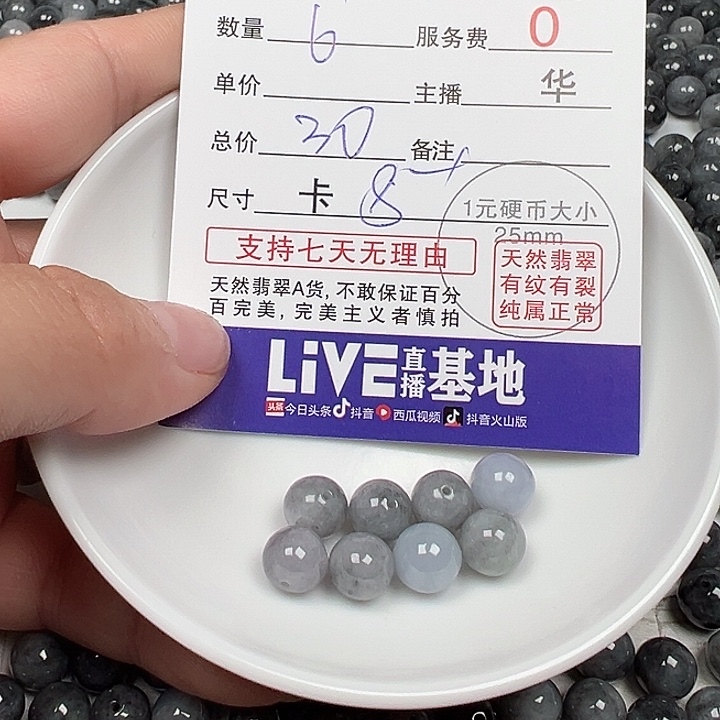 数量 6 服务费 0
单价 主播 华
总价 30 备注
尺寸 卡 8
1元硬币大小
25mm
支持七天无理由
天然翡翠
有纹有裂
纯属正常
天然翡翠A货,不敢保证百分
百完美,完美主义者慎拍
LiVE直播基地
头条 今日头条 抖音 西瓜视频 抖音火山版